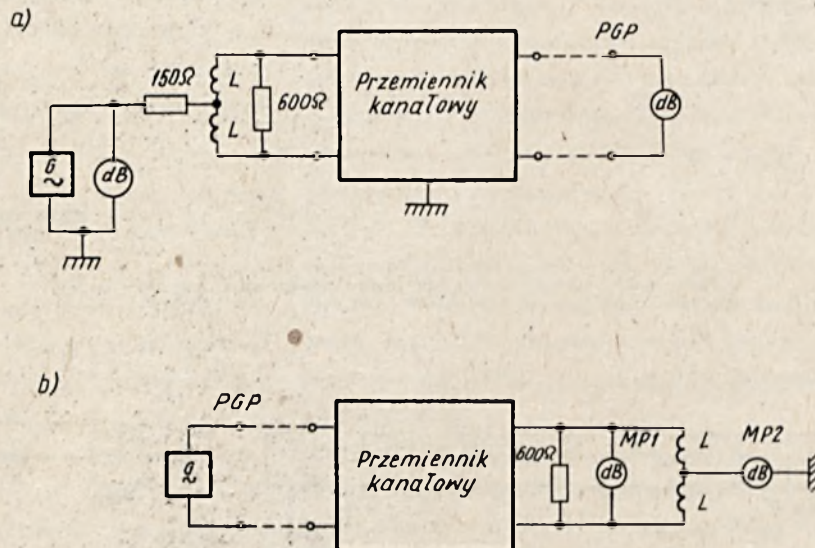 a)
PGP
150Ω
L
L
600Ω
Przemiennik
kanałowy
dB
G
~
dB
b)
PGP
G
~
Przemiennik
kanałowy
600Ω
MP1
dB
L
L
MP2
dB